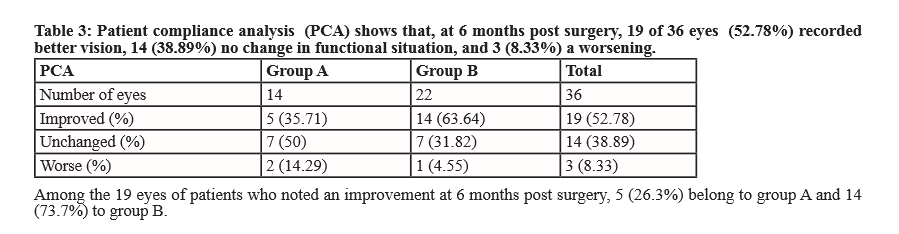 Table 3: Patient compliance analysis (PCA) shows that, at 6 months post surgery, 19 of 36 eyes (52.78%) recorded
better vision, 14 (38.89%) no change in functional situation, and 3 (8.33%) a worsening.
PCA Group A Group B Total
Number of eyes 14 22 36
Improved (%) 5 (35.71) 14 (63.64) 19 (52.78)
Unchanged (%) 7 (50) 7 (31.82) 14 (38.89)
Worse (%) 2 (14.29) 1 (4.55) 3 (8.33)
Among the 19 eyes of patients who noted an improvement at 6 months post surgery, 5 (26.3%) belong to group A and 14
(73.7%) to group B.